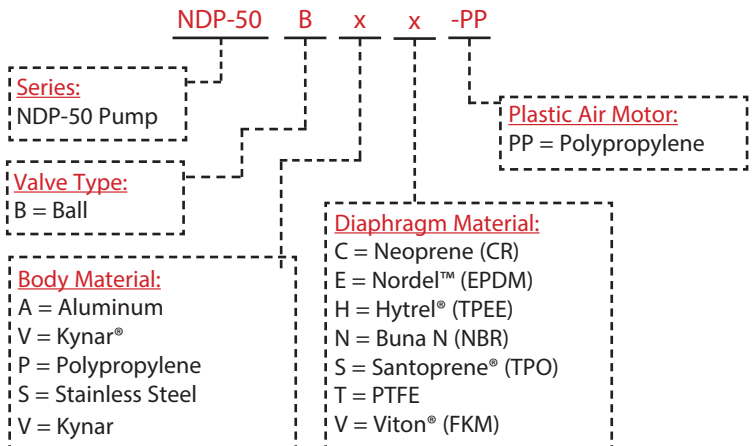 NDP-50 B x x -PP
Series:
NDP-50 Pump
Plastic Air Motor:
PP = Polypropylene
Valve Type:
B = Ball
Body Material:
A = Aluminum
V = Kynar®
P = Polypropylene
S = Stainless Steel
V = Kynar
Diaphragm Material:
C = Neoprene (CR)
E = Nordel™ (EPDM)
H = Hytrel® (TPEE)
N = Buna N (NBR)
S = Santoprene® (TPO)
T = PTFE
V = Viton® (FKM)